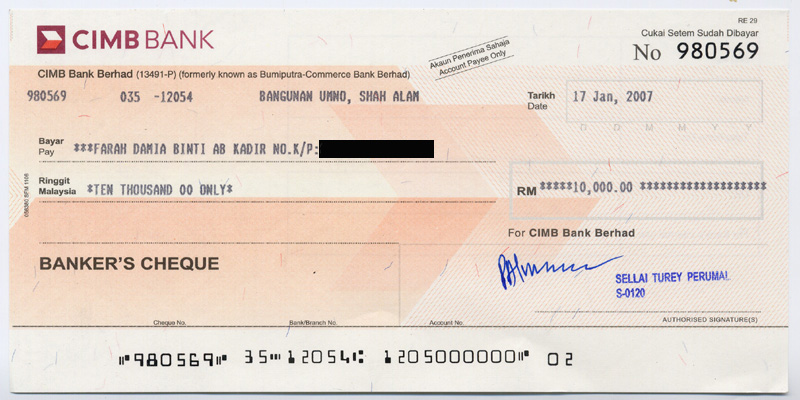 RE 29
CIMB BANK
Cukai Setem Sudah Dibayar
No 980569
Akaun Penerima Sahaja
Account Payee Only
CIMB Bank Berhad (13491-P) (formerly known as Bumiputra-Commerce Bank Berhad)
980569 035 -12054 BANGUNAN UMNO, SHAH ALAM
Tarikh
Date
17 Jan, 2007
D D M M Y Y
Bayar
Pay
***FARAH DAMIA BINTI AB KADIR NO.K/P:
Ringgit
Malaysia
*TEN THOUSAND 00 ONLY*
RM *****10,000.00 *******************
For CIMB Bank Berhad
BANKER'S CHEQUE
SELLAI TUREY PERUMAL
S-0120
Cheque No. Bank/Branch No. Account No.
AUTHORISED SIGNATURE(S)
⑈980569⑈ 35⑉12054⑆ 1205000000⑈ 02